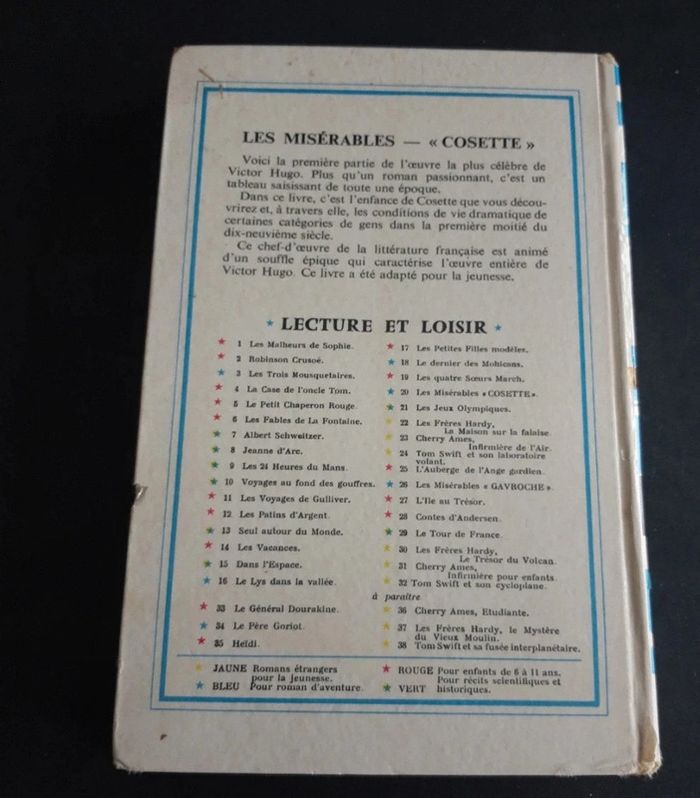 LES MISÉRABLES — « COSETTE »
Voici la première partie de l'œuvre la plus célèbre de
Victor Hugo. Plus qu'un roman passionnant, c'est un
tableau saisissant de toute une époque.
Dans ce livre, c'est l'enfance de Cosette que vous décou-
vrirez et, à travers elle, les conditions de vie dramatique de
certaines catégories de gens dans la première moitié du
dix-neuvième siècle.
Ce chef-d'œuvre de la littérature française est animé
d'un souffle épique qui caractérise l'œuvre entière de
Victor Hugo. Ce livre a été adapté pour la jeunesse.
LECTURE ET LOISIR
1 Les Malheurs de Sophie.
2 Robinson Crusoé.
3 Les Trois Mousquetaires.
4 La Case de l'oncle Tom.
5 Le Petit Chaperon Rouge.
6 Les Fables de La Fontaine.
7 Albert Schweitzer.
8 Jeanne d'Arc.
9 Les 24 Heures du Mans.
10 Voyages au fond des gouffres.
11 Les Voyages de Gulliver.
12 Les Patins d'Argent.
13 Seul autour du Monde.
14 Les Vacances.
15 Dans l'Espace.
16 Le Lys dans la vallée.
17 Les Petites Filles modèles.
18 Le dernier des Mohicans.
19 Les quatre Sœurs March.
20 Les Misérables «COSETTE».
21 Les Jeux Olympiques.
22 Les Frères Hardy,
La Maison sur la falaise.
23 Cherry Ames,
Infirmière de l'Air.
24 Tom Swift et son laboratoire
volant.
25 L'Auberge de l'Ange gardien.
26 Les Misérables « GAVROCHE ».
27 L'Ile au Trésor.
28 Contes d'Andersen.
29 Le Tour de France.
30 Les Frères Hardy,
Le Trésor du Volcan.
31 Cherry Ames,
Infirmière pour enfants.
32 Tom Swift et son cycloplane.
à paraître
33 Le Général Dourakine.
34 Le Père Goriot.
35 Heïdi.
36 Cherry Ames, Etudiante.
37 Les Frères Hardy, le Mystère
du Vieux Moulin.
38 Tom Swift et sa fusée interplanétaire.
JAUNE Romans étrangers
pour la jeunesse.
BLEU Pour roman d'aventure.
ROUGE Pour enfants de 6 à 11 ans.
Pour récits scientifiques et
VERT historiques.